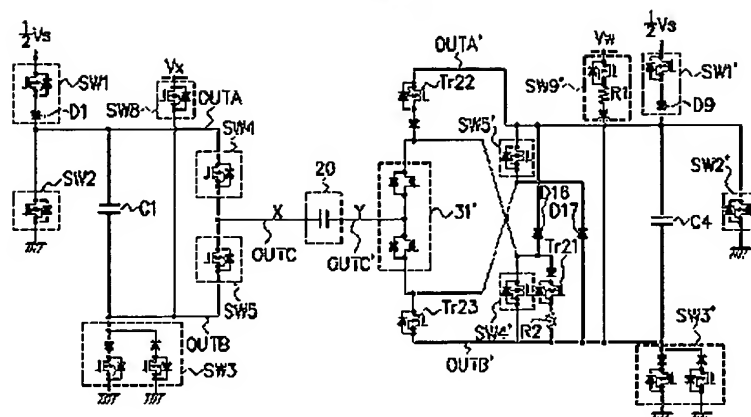 ½Vs
SW1
D1
SW2
Vx
SW8
OUTA
SW4
C1
SW5
OUTB
SW3
X
OUTC
20
Y
OUTC'
OUTA'
Tr22
SW5'
31'
D16
D17
Tr21
Tr23
SW4'
R2
OUTB'
Vw
SW9'
R1
½Vs
SW1'
D9
SW2'
C4
SW3'